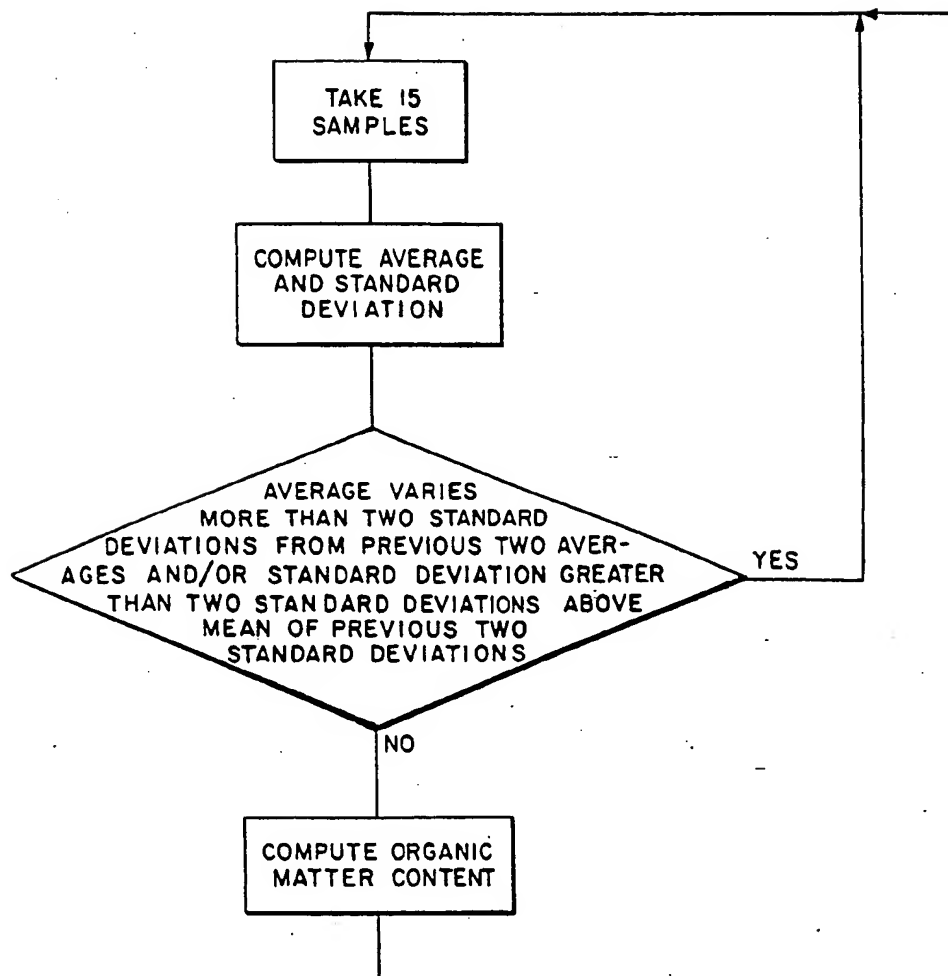 TAKE 15
SAMPLES
COMPUTE AVERAGE
AND STANDARD
DEVIATION
AVERAGE VARIES
MORE THAN TWO STANDARD
DEVIATIONS FROM PREVIOUS TWO AVER-
AGES AND/OR STANDARD DEVIATION GREATER
THAN TWO STANDARD DEVIATIONS ABOVE
MEAN OF PREVIOUS TWO
STANDARD DEVIATIONS
YES
NO
COMPUTE ORGANIC
MATTER CONTENT